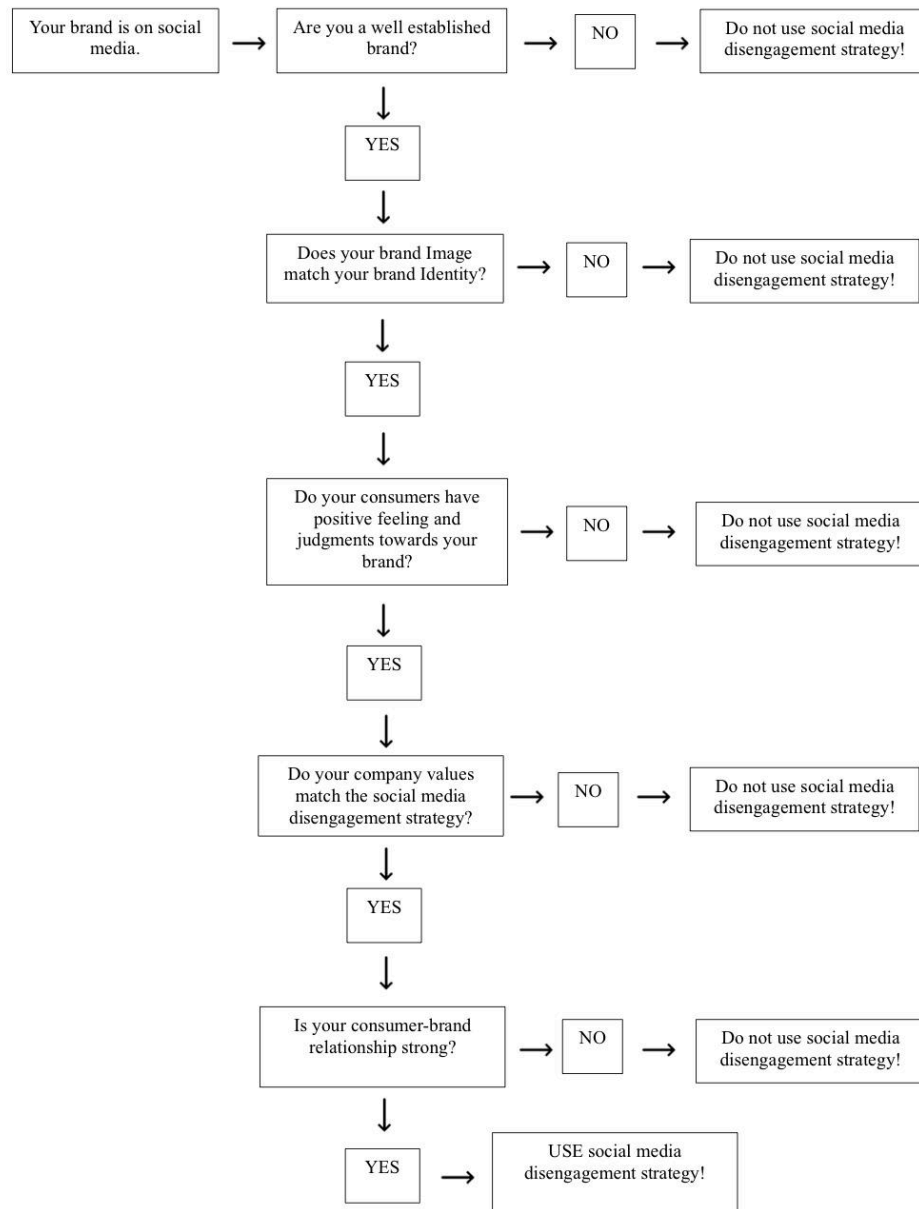 Your brand is on social
media.
Are you a well established
brand?
NO
Do not use social media
disengagement strategy!
YES
Does your brand Image
match your brand Identity?
NO
Do not use social media
disengagement strategy!
YES
Do your consumers have
positive feeling and
judgments towards your
brand?
NO
Do not use social media
disengagement strategy!
YES
Do your company values
match the social media
disengagement strategy?
NO
Do not use social media
disengagement strategy!
YES
Is your consumer-brand
relationship strong?
NO
Do not use social media
disengagement strategy!
YES
USE social media
disengagement strategy!